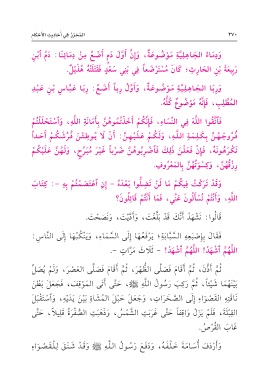 ٢٧٠ المُحَرَّر في أحاديث الأحكام
وَدِمَاءُ الجَاهِلِيَّةِ مَوْضُوعَةٌ، وَإِنَّ أَوَّلَ دَمٍ أَضَعُ مِنْ دِمَائِنَا: دَمُ ابْنِ
رَبِيعَةَ بْنِ الحَارِثِ؛ كَانَ مُسْتَرْضَعاً فِي بَنِي سَعْدٍ فَقَتَلَتْهُ هُذَيْلٌ.
وَرِبَا الجَاهِلِيَّةِ مَوْضُوعٌ، وَأَوَّلُ رِباً أَضَعُ: رِبَا عَبَّاسِ بْنِ عَبْدِ
المُطَّلِبِ، فَإِنَّهُ مَوْضُوعٌ كُلُّهُ.
فَاتَّقُوا اللهَ فِي النِّسَاءِ، فَإِنَّكُمْ أَخَذْتُمُوهُنَّ بِأَمَانَةِ اللهِ، وَاسْتَحْلَلْتُمْ
فُرُوجَهُنَّ بِكَلِمَةِ اللهِ، وَلَكُمْ عَلَيْهِنَّ: أَنْ لَا يُوطِئْنَ فُرُشَكُمْ أَحَداً
تَكْرَهُونَهُ، فَإِنْ فَعَلْنَ ذَلِكَ فَاضْرِبُوهُنَّ ضَرْباً غَيْرَ مُبَرِّحٍ، وَلَهُنَّ عَلَيْكُمْ
رِزْقُهُنَّ، وَكِسْوَتُهُنَّ بِالمَعْرُوفِ.
وَقَدْ تَرَكْتُ فِيكُمْ مَا لَنْ تَضِلُّوا بَعْدَهُ - إِنِ اعْتَصَمْتُمْ بِهِ -: كِتَابَ
اللهِ، وَأَنْتُمْ تُسْأَلُونَ عَنِّي، فَمَا أَنْتُمْ قَائِلُونَ؟
قَالُوا: نَشْهَدُ أَنَّكَ قَدْ بَلَّغْتَ، وَأَدَّيْتَ، وَنَصَحْتَ.
فَقَالَ بِإِصْبَعِهِ السَّبَّابَةِ؛ يَرْفَعُهَا إِلَى السَّمَاءِ، وَيَنْكُتُهَا إِلَى النَّاسِ:
اللَّهُمَّ اشْهَدْ! اللَّهُمَّ اشْهَدْ! - ثَلَاثَ مَرَّاتٍ -.
ثُمَّ أَذَّنَ، ثُمَّ أَقَامَ فَصَلَّى الظُّهْرَ، ثُمَّ أَقَامَ فَصَلَّى العَصْرَ، وَلَمْ يُصَلِّ
بَيْنَهُمَا شَيْئاً، ثُمَّ رَكِبَ رَسُولُ اللهِ ﷺ، حَتَّى أَتَى المَوْقِفَ، فَجَعَلَ بَطْنَ
نَاقَتِهِ القَصْوَاءِ إِلَى الصَّخَرَاتِ، وَجَعَلَ حَبْلَ المُشَاةِ بَيْنَ يَدَيْهِ، وَاسْتَقْبَلَ
القِبْلَةَ، فَلَمْ يَزَلْ وَاقِفاً حَتَّى غَرَبَتِ الشَّمْسُ، وَذَهَبَتِ الصُّفْرَةُ قَلِيلاً، حَتَّى
غَابَ القُرْصُ.
وَأَرْدَفَ أُسَامَةَ خَلْفَهُ، وَدَفَعَ رَسُولُ اللهِ ﷺ وَقَدْ شَنَقَ لِلْقَصْوَاءِ